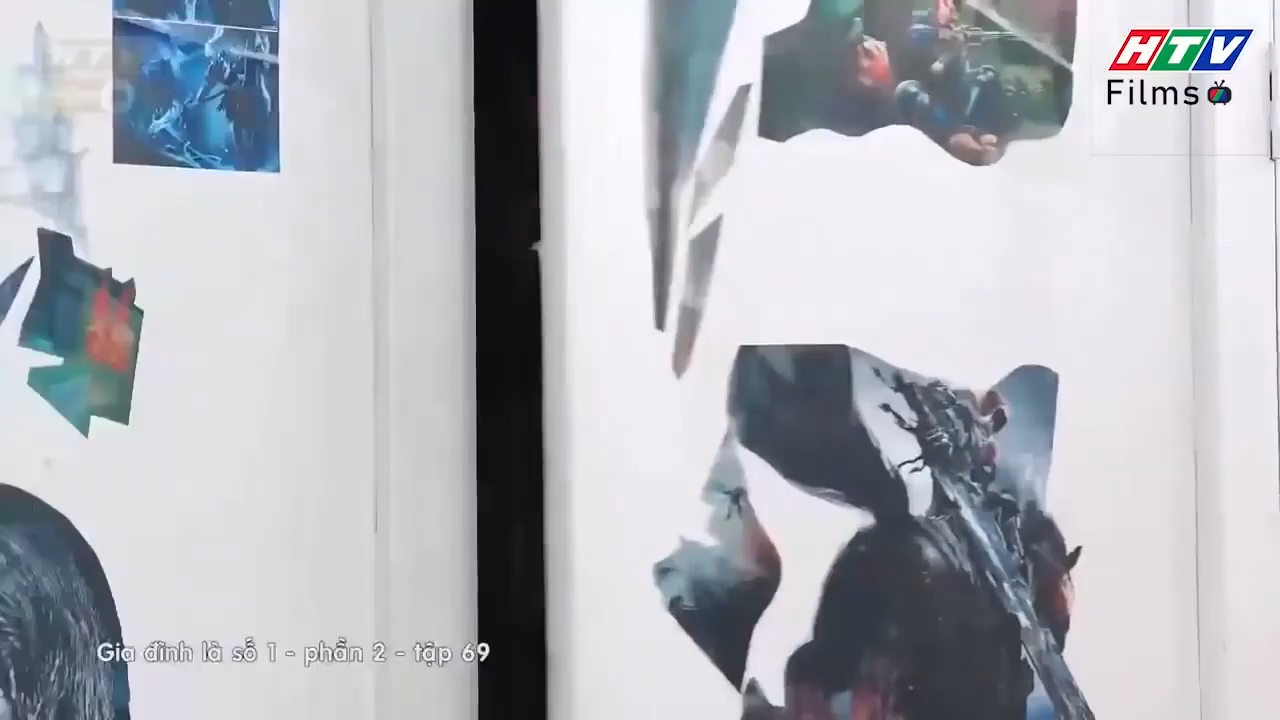 HTV
Films
Gia đình là số 1 - phần 2 - tập 69